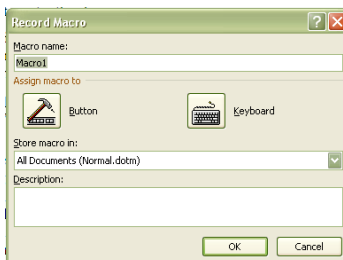 Record Macro
Macro name:
Macro1
Assign macro to
Button
Keyboard
Store macro in:
All Documents (Normal.dotm)
Description:
OK
Cancel